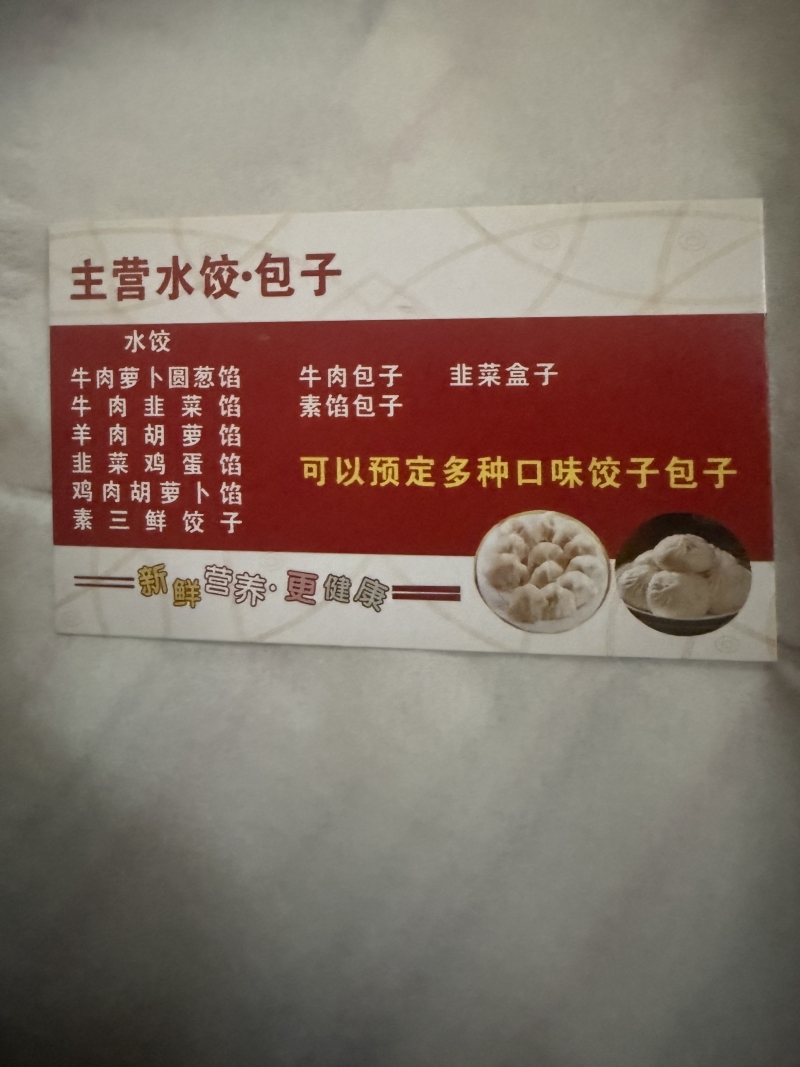 主营水饺·包子
水饺
牛肉萝卜圆葱馅
牛肉韭菜馅
羊肉胡萝馅
韭菜鸡蛋馅
鸡肉胡萝卜馅
素三鲜饺子
牛肉包子 韭菜盒子
素馅包子
可以预定多种口味饺子包子
新鲜营养·更健康